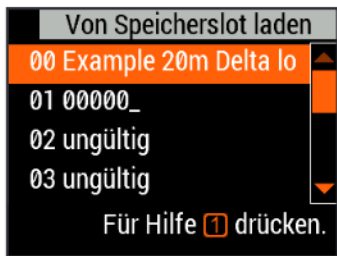 Von Speicherslot laden
00 Example 20m Delta lo
01 00000_
02 ungültig
03 ungültig
Für Hilfe 1 drücken.